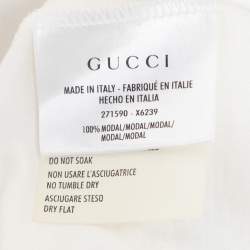 GUCCI
MADE IN ITALY - FABRIQUÉ EN ITALIE
HECHO EN ITALIA
271590 - X6239
100% MODAL/MODAL/MODAL/
MODAL/MODAL
DO NOT SOAK
NON USARE L'ASCIUGATRICE
NO TUMBLE DRY
ASCIUGARE STESO
DRY FLAT